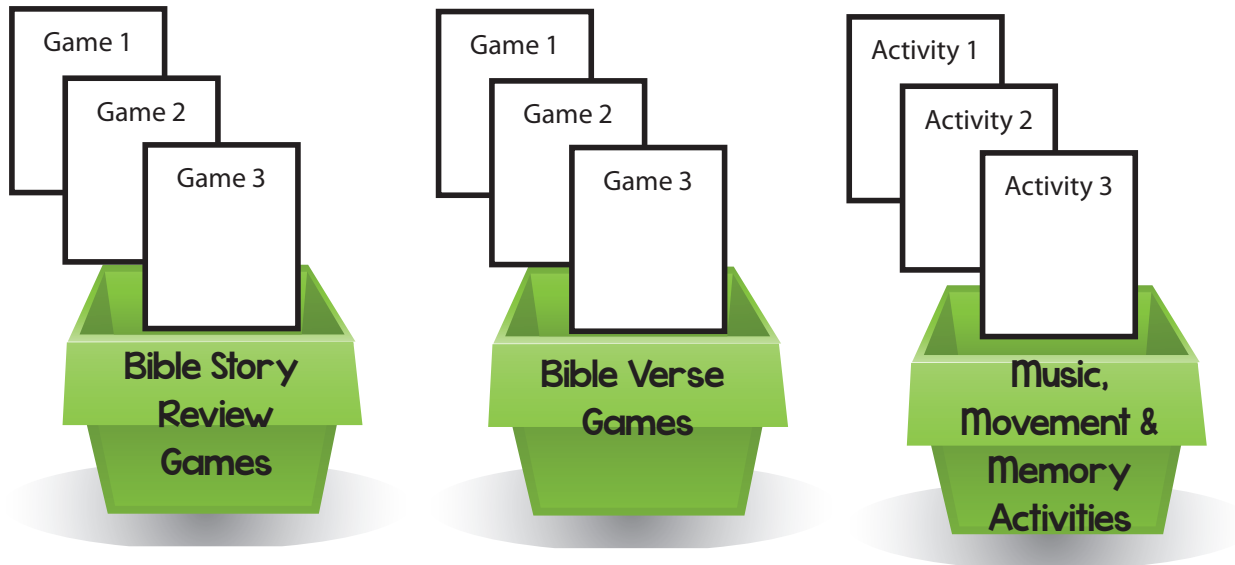 Game 1
Game 2
Game 3
Bible Story
Review
Games
Game 1
Game 2
Game 3
Bible Verse
Games
Activity 1
Activity 2
Activity 3
Music,
Movement &
Memory
Activities